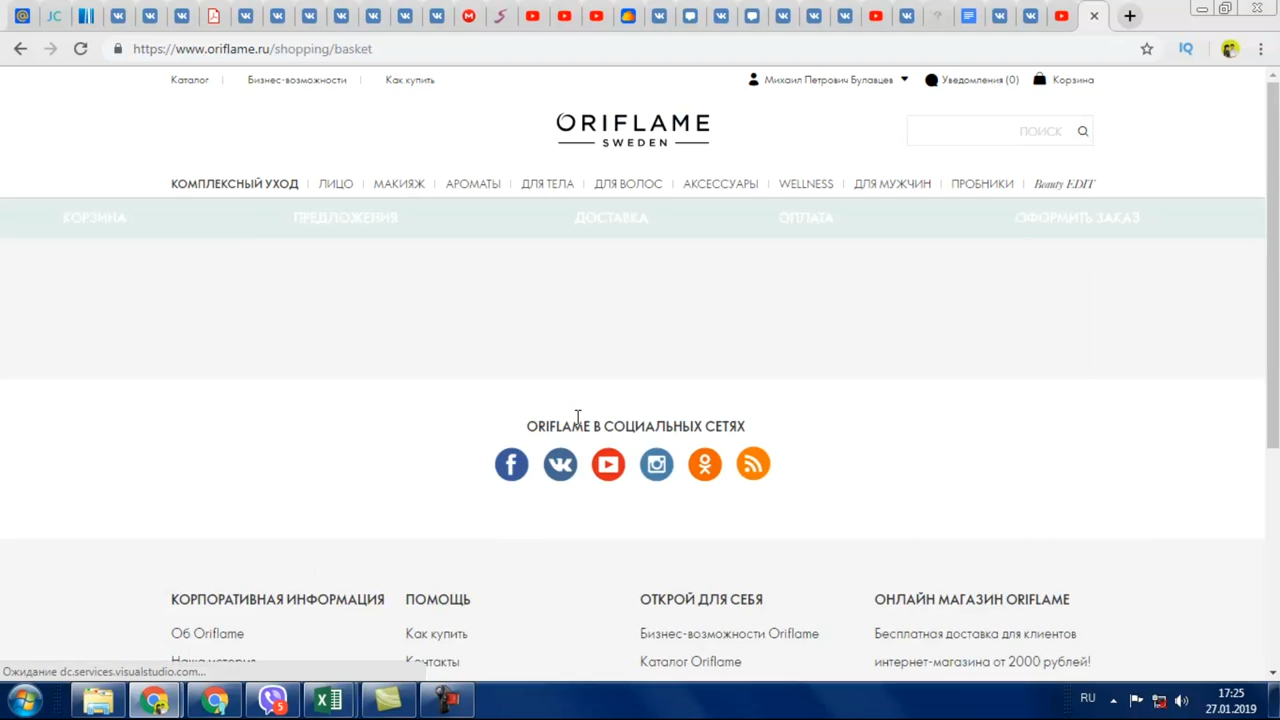 https://www.oriflame.ru/shopping/basket
Каталог
Бизнес-возможности
Как купить
Михаил Петрович Булавцев
Уведомления (0)
Корзина
ORIFLAME
SWEDEN
ПОИСК
КОМПЛЕКСНЫЙ УХОД
ЛИЦО
МАКИЯЖ
АРОМАТЫ
ДЛЯ ТЕЛА
ДЛЯ ВОЛОС
АКСЕССУАРЫ
WELLNESS
ДЛЯ МУЖЧИН
ПРОБНИКИ
Beauty EDIT
КОРЗИНА
ПРЕДЛОЖЕНИЯ
ДОСТАВКА
ОПЛАТА
ОФОРМИТЬ ЗАКАЗ
ORIFLAME В СОЦИАЛЬНЫХ СЕТЯХ
КОРПОРАТИВНАЯ ИНФОРМАЦИЯ
ПОМОЩЬ
ОТКРОЙ ДЛЯ СЕБЯ
ОНЛАЙН МАГАЗИН ORIFLAME
Об Oriflame
Как купить
Бизнес-возможности Oriflame
Бесплатная доставка для клиентов
Наша история
Контакты
Каталог Oriflame
интернет-магазина от 2000 рублей!
Ожидание dc.services.visualstudio.com...
RU
17:25
27.01.2019